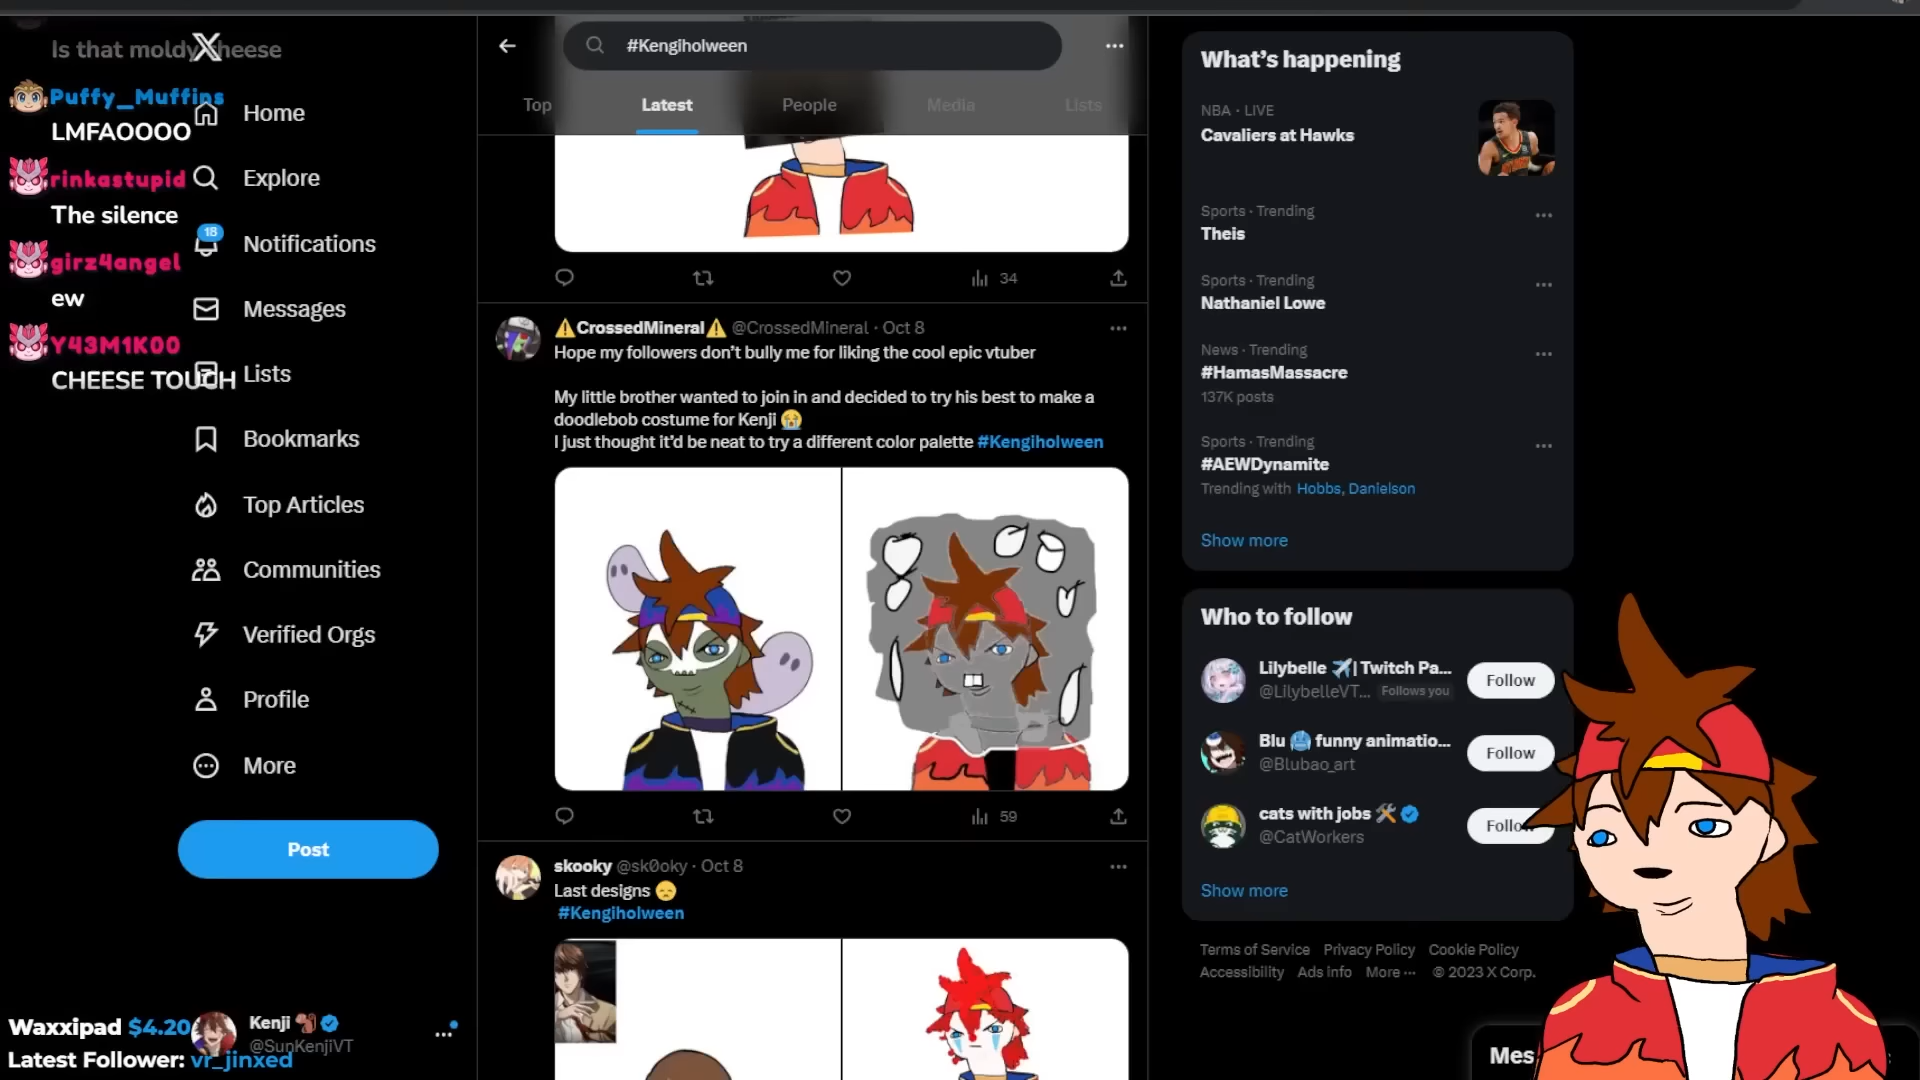 Is that moldy cheese
Puffy_Muffins
LMFAOOOO
rinkastupid
The silence
girz4angel
ew
Y43M1K00
CHEESE TOUCH
Home
Explore
18
Notifications
Messages
Lists
Bookmarks
Top Articles
Communities
Verified Orgs
Profile
More
Post
Waxxipad $4.20
Latest Follower: vr_jinxed
Kenji
@SunKenjiVT
#Kengiholween
Top
Latest
People
Media
Lists
34
⚠️CrossedMineral⚠️ @CrossedMineral · Oct 8
Hope my followers don't bully me for liking the cool epic vtuber
My little brother wanted to join in and decided to try his best to make a
doodlebob costume for Kenji 😭
I just thought it'd be neat to try a different color palette #Kengiholween
59
skooky @sk0oky · Oct 8
Last designs 😞
#Kengiholween
What's happening
NBA · LIVE
Cavaliers at Hawks
Sports · Trending
Theis
Sports · Trending
Nathaniel Lowe
News · Trending
#HamasMassacre
137K posts
Sports · Trending
#AEWDynamite
Trending with Hobbs, Danielson
Show more
Who to follow
Lilybelle ✈️| Twitch Pa...
@LilybelleVT... Follows you
Follow
Blu 🥶 funny animatio...
@Blubao_art
Follow
cats with jobs 🛠️
@CatWorkers
Follow
Show more
Terms of Service Privacy Policy Cookie Policy
Accessibility Ads info More ··· © 2023 X Corp.
Mes